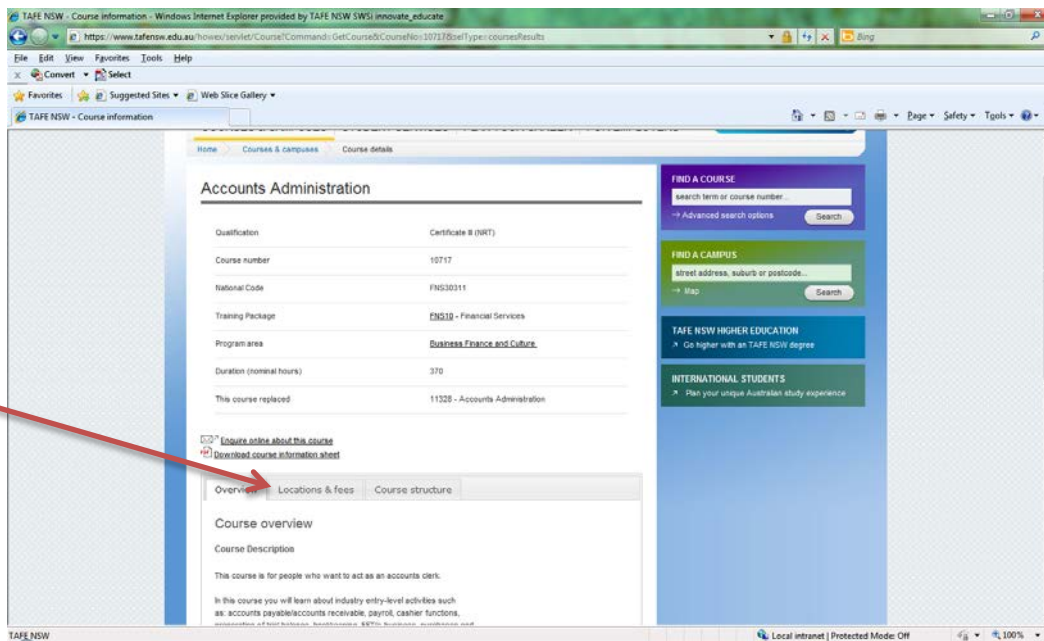 TAFE NSW - Course information - Windows Internet Explorer provided by TAFE NSW SWSi innovate_educate
https://www.tafensw.edu.au/howex/servlet/Course?Command=GetCourse&CourseNo=10717&selType=coursesResults
Bing
File Edit View Favorites Tools Help
x Convert Select
Favorites Suggested Sites Web Slice Gallery
TAFE NSW - Course information
Page Safety Tools
Home Courses & campuses Course details
Accounts Administration
Qualification Certificate III (NRT)
Course number 10717
National Code FNS30311
Training Package FNS10 - Financial Services
Program area Business Finance and Culture
Duration (nominal hours) 370
This course replaced 11328 - Accounts Administration
Enquire online about this course
Download course information sheet
Overview Locations & fees Course structure
Course overview
Course Description
This course is for people who want to act as an accounts clerk.
In this course you will learn about industry entry-level activities such
as: accounts payable/accounts receivable, payroll, cashier functions,
FIND A COURSE
search term or course number...
Advanced search options Search
FIND A CAMPUS
street address, suburb or postcode...
Map Search
TAFE NSW HIGHER EDUCATION
Go higher with an TAFE NSW degree
INTERNATIONAL STUDENTS
Plan your unique Australian study experience
TAFE NSW Local intranet | Protected Mode: Off 100%